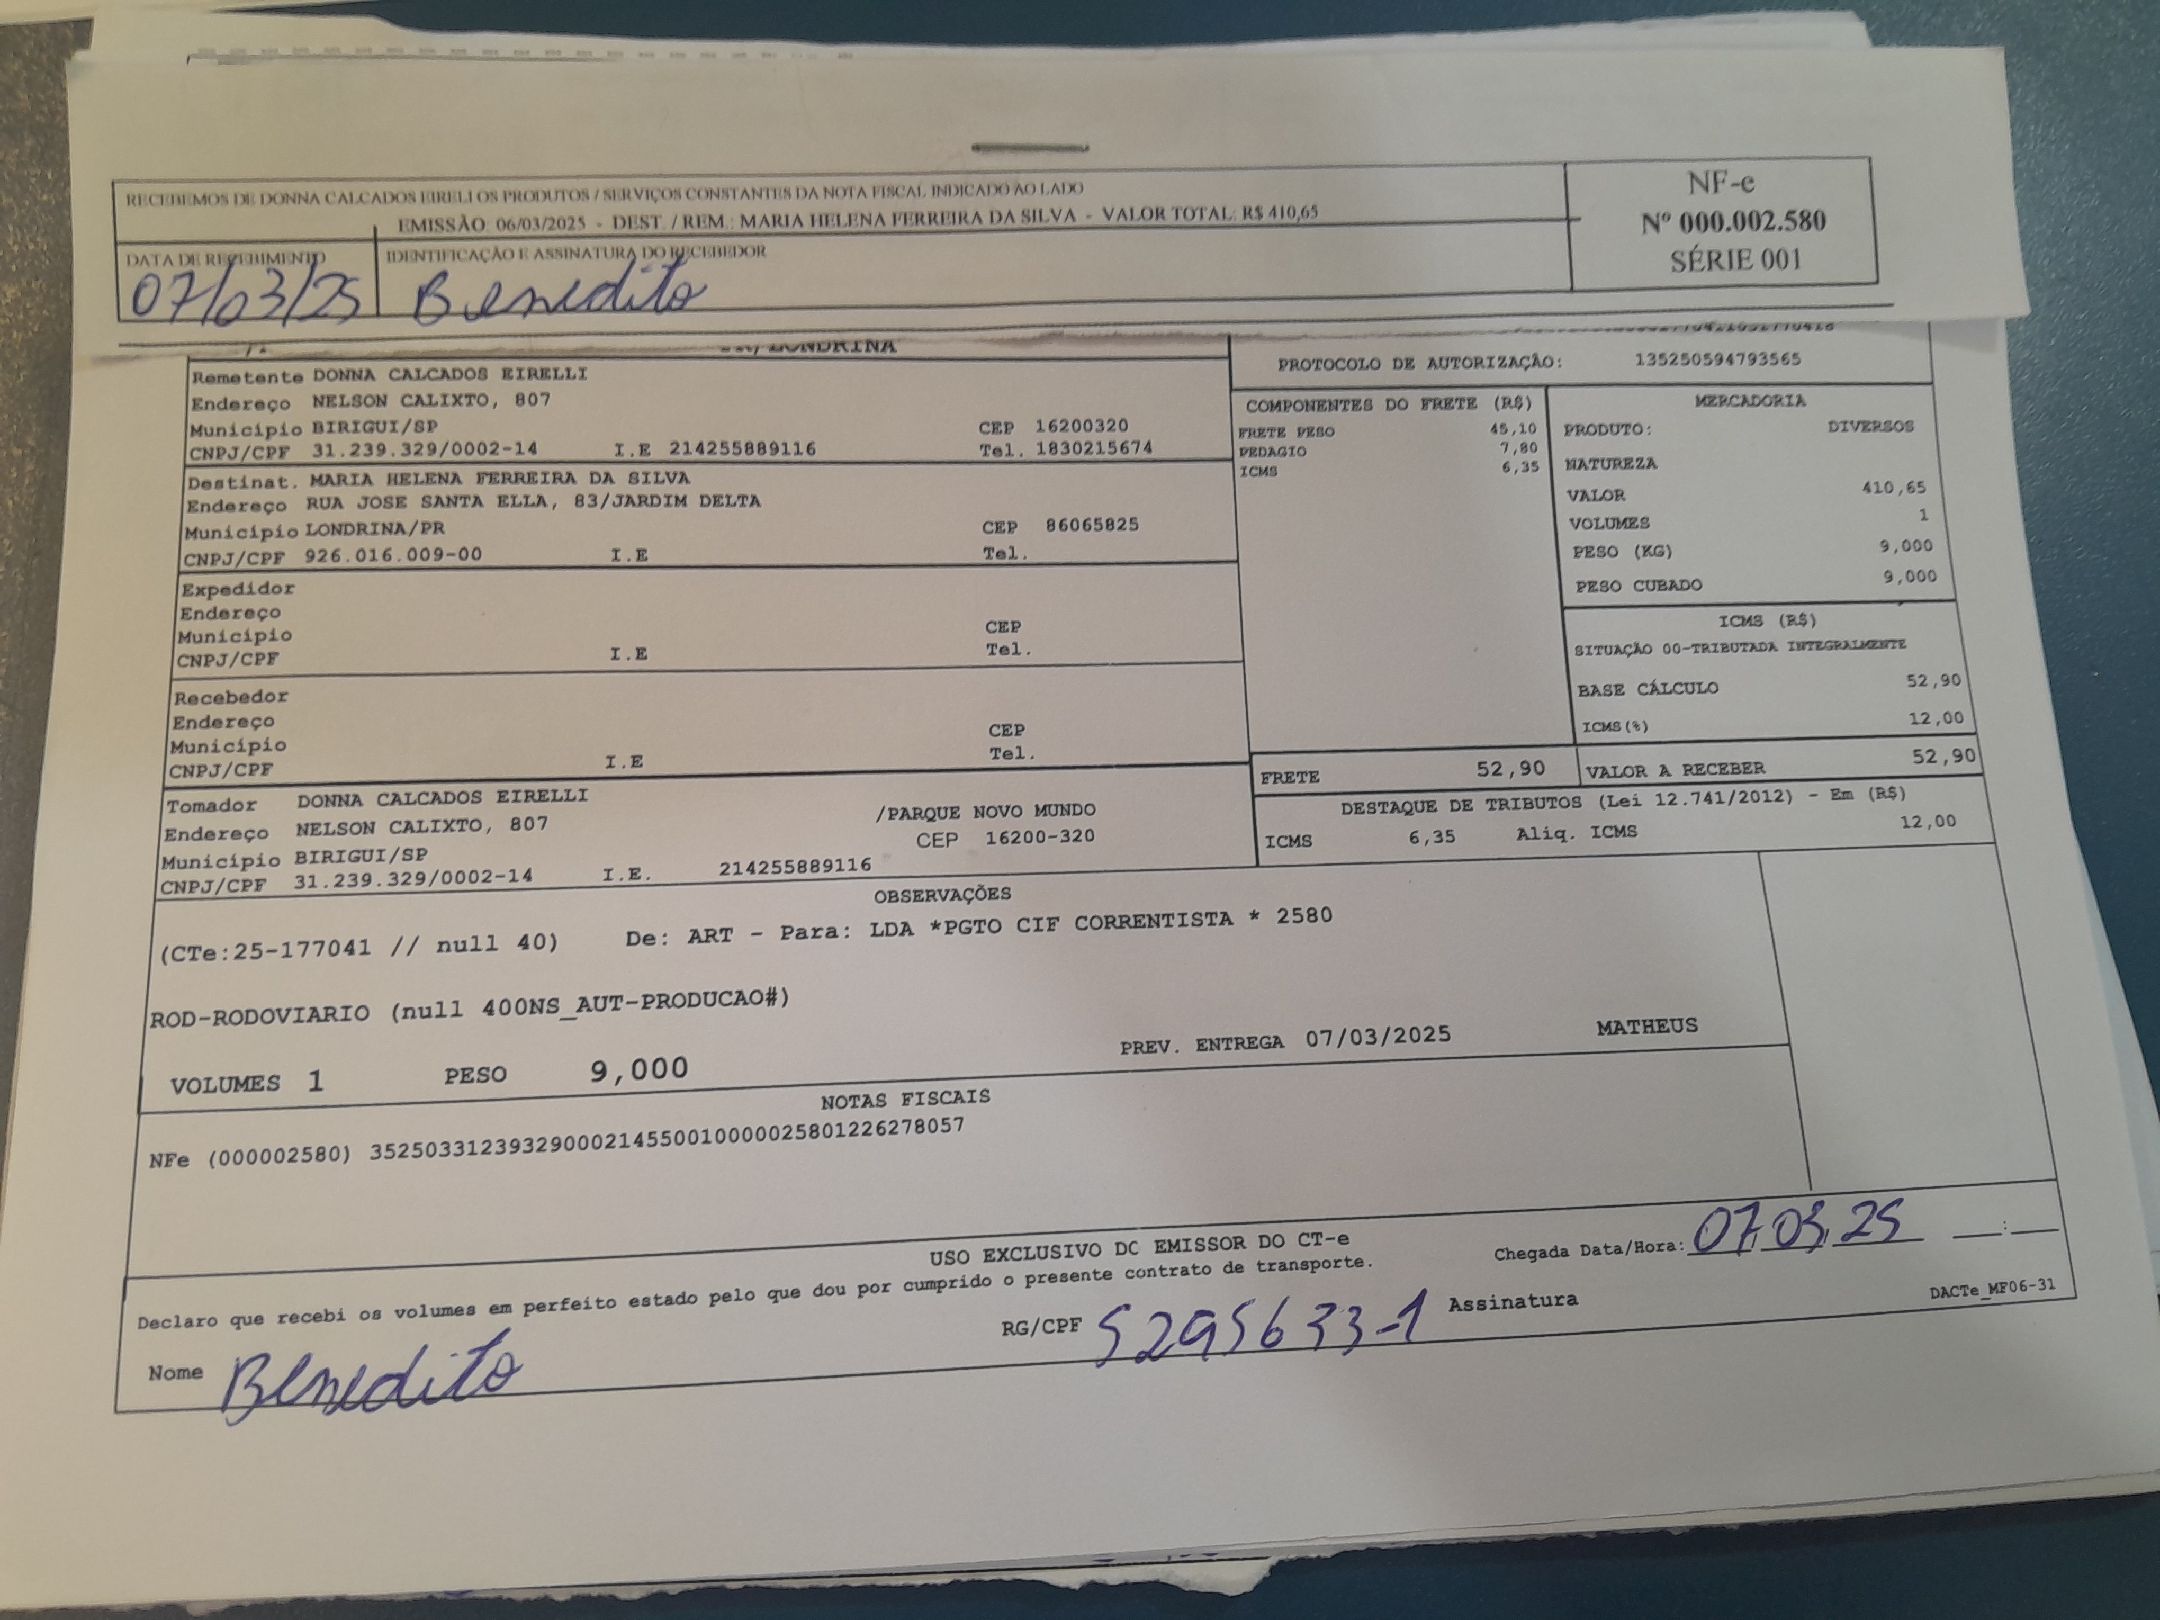 RECEBEMOS DE DONNA CALCADOS EIRELI OS PRODUTOS / SERVIÇOS CONSTANTES DA NOTA FISCAL INDICADO AO LADO
EMISSÃO: 06/03/2025 - DEST. / REM.: MARIA HELENA FERREIRA DA SILVA - VALOR TOTAL: R$ 410,65
NF-e
Nº 000.002.580
SÉRIE 001
DATA DE RECEBIMENTO
07/03/25
IDENTIFICAÇÃO E ASSINATURA DO RECEBEDOR
Benedito
LONDRINA
Remetente DONNA CALCADOS EIRELLI
Endereço NELSON CALIXTO, 807
Município BIRIGUI/SP CEP 16200320
CNPJ/CPF 31.239.329/0002-14 I.E 214255889116 Tel. 1830215674
Destinat. MARIA HELENA FERREIRA DA SILVA
Endereço RUA JOSE SANTA ELLA, 83/JARDIM DELTA
Município LONDRINA/PR CEP 86065825
CNPJ/CPF 926.016.009-00 I.E Tel.
Expedidor
Endereço
Município CEP
CNPJ/CPF I.E Tel.
Recebedor
Endereço
Município CEP
CNPJ/CPF I.E Tel.
Tomador DONNA CALCADOS EIRELLI
Endereço NELSON CALIXTO, 807 /PARQUE NOVO MUNDO
Município BIRIGUI/SP CEP 16200-320
CNPJ/CPF 31.239.329/0002-14 I.E. 214255889116
PROTOCOLO DE AUTORIZAÇÃO: 135250594793565
COMPONENTES DO FRETE (R$)
FRETE PESO 45,10
PEDAGIO 7,80
ICMS 6,35
MERCADORIA
PRODUTO: DIVERSOS
NATUREZA
VALOR 410,65
VOLUMES 1
PESO (KG) 9,000
PESO CUBADO 9,000
ICMS (R$)
SITUAÇÃO 00-TRIBUTADA INTEGRALMENTE
BASE CÁLCULO 52,90
ICMS(%) 12,00
FRETE 52,90 VALOR A RECEBER 52,90
DESTAQUE DE TRIBUTOS (Lei 12.741/2012) - Em (R$)
ICMS 6,35 Aliq. ICMS 12,00
OBSERVAÇÕES
(CTe:25-177041 // null 40) De: ART - Para: LDA *PGTO CIF CORRENTISTA * 2580
ROD-RODOVIARIO (null 400NS_AUT-PRODUCAO#)
VOLUMES 1 PESO 9,000 PREV. ENTREGA 07/03/2025 MATHEUS
NOTAS FISCAIS
NFe (000002580) 35250331239329000214550010000025801226278057
USO EXCLUSIVO DO EMISSOR DO CT-e
Declaro que recebi os volumes em perfeito estado pelo que dou por cumprido o presente contrato de transporte.
Chegada Data/Hora: 07.03.25 __:__
Nome Benedito RG/CPF 5295633-1 Assinatura
DACTe_MF06-31